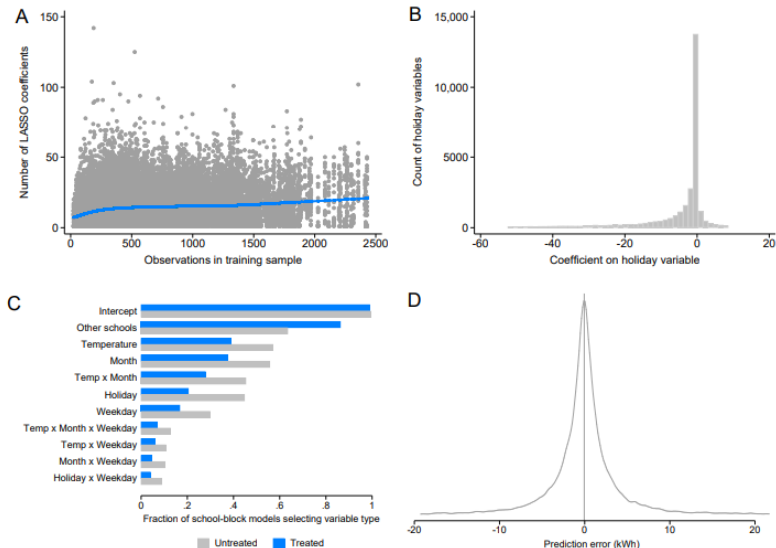 A
Number of LASSO coefficients
150
100
50
0
0 500 1000 1500 2000 2500
Observations in training sample
B
Count of holiday variables
15,000
10,000
5000
0
-60 -40 -20 0 20
Coefficient on holiday variable
C
Intercept
Other schools
Temperature
Month
Temp x Month
Holiday
Weekday
Temp x Month x Weekday
Temp x Weekday
Month x Weekday
Holiday x Weekday
0 .2 .4 .6 .8 1
Fraction of school-block models selecting variable type
Untreated Treated
D
-20 -10 0 10 20
Prediction error (kWh)